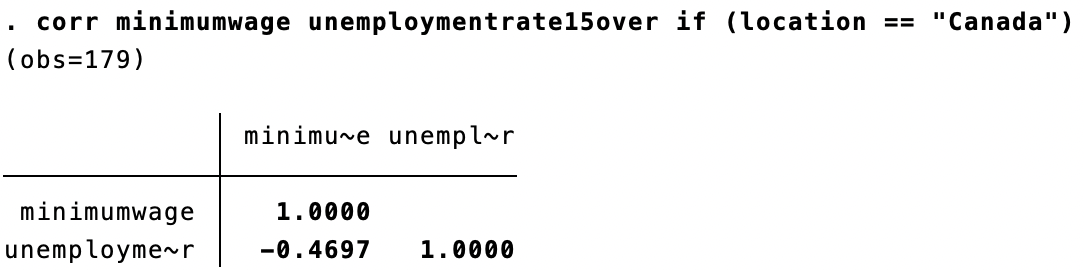 . corr minimumwage unemploymentrate15over if (location == "Canada")
(obs=179)
minimu~e unempl~r
minimumwage 1.0000
unemployme~r -0.4697 1.0000